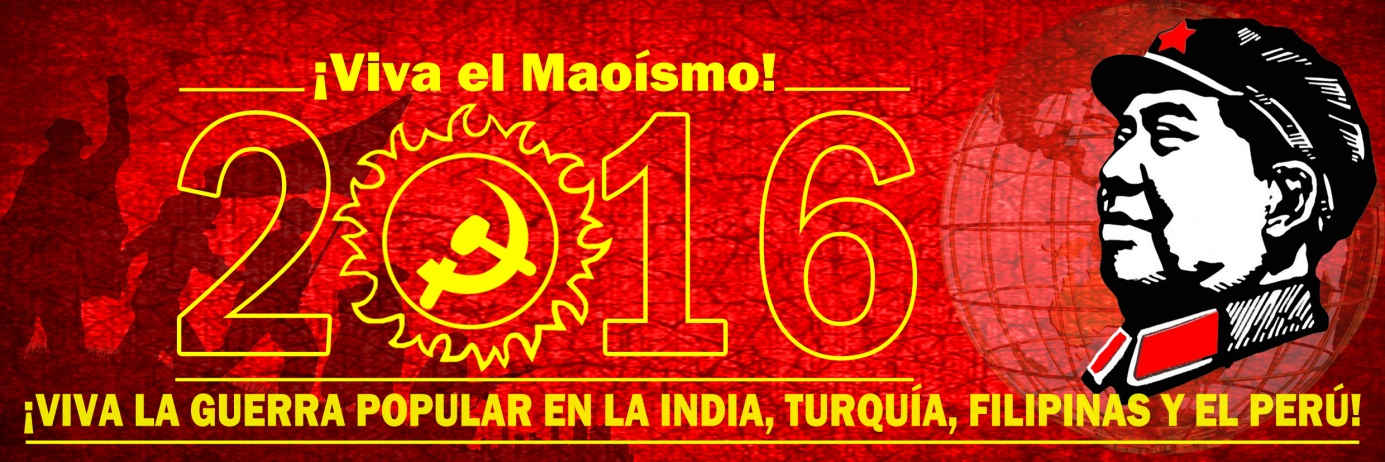 ¡Viva el Maoísmo!
2016
¡VIVA LA GUERRA POPULAR EN LA INDIA, TURQUÍA, FILIPINAS Y EL PERÚ!